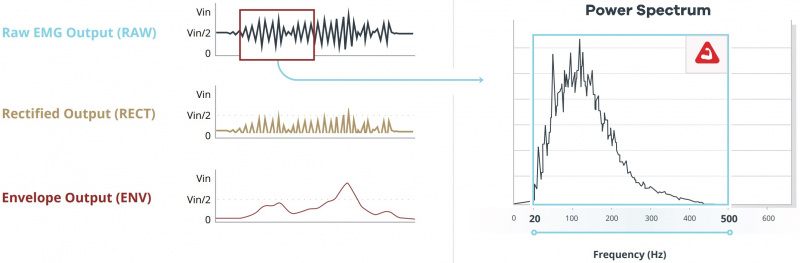 Power Spectrum
Raw EMG Output (RAW)
Vin
Vin/2
0
Rectified Output (RECT)
Vin
Vin/2
0
Envelope Output (ENV)
Vin
Vin/2
0
0 20 100 200 300 400 500 600
Frequency (Hz)